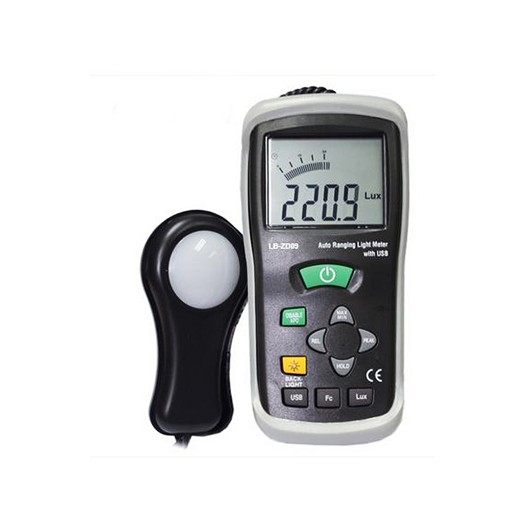 220.9 Lux
LB-ZD09 Auto Ranging Light Meter
with USB
DISABLE
APO
MAX
MIN
REL
PEAK
HOLD
BACK-
LIGHT
CE
USB Fc Lux